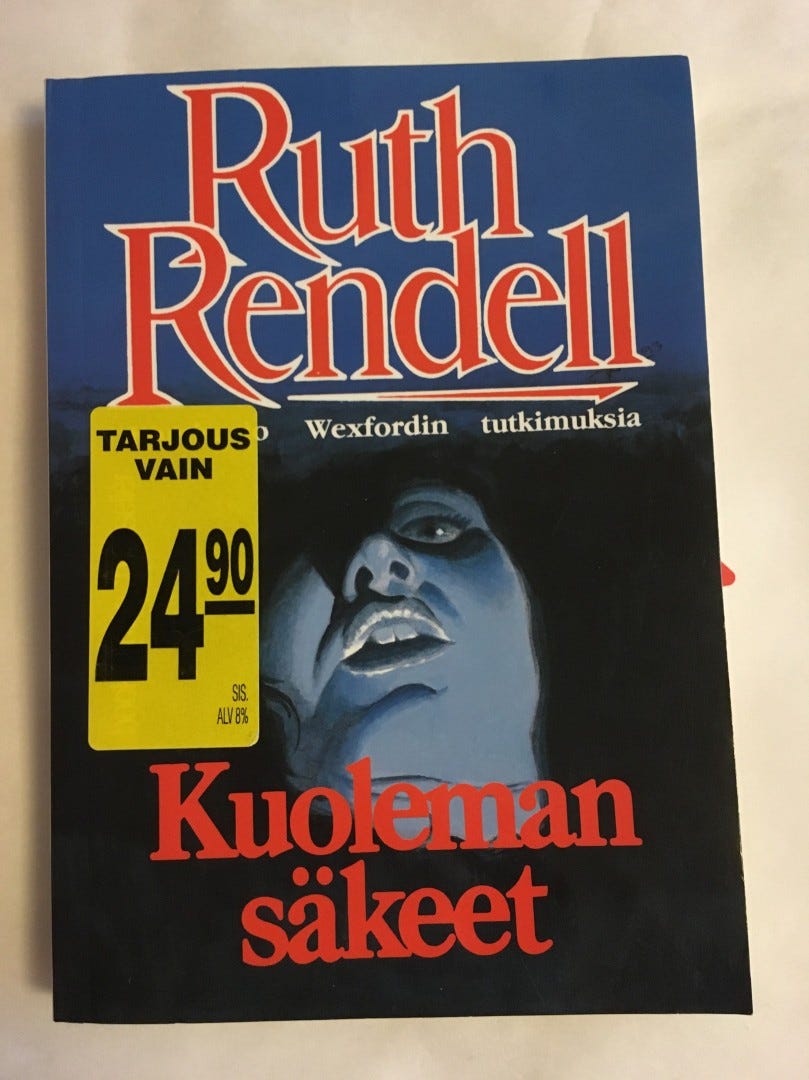 Ruth
Rendell
o Wexfordin tutkimuksia
TARJOUS
VAIN
24 90
SIS.
ALV 8%
Kuoleman
säkeet